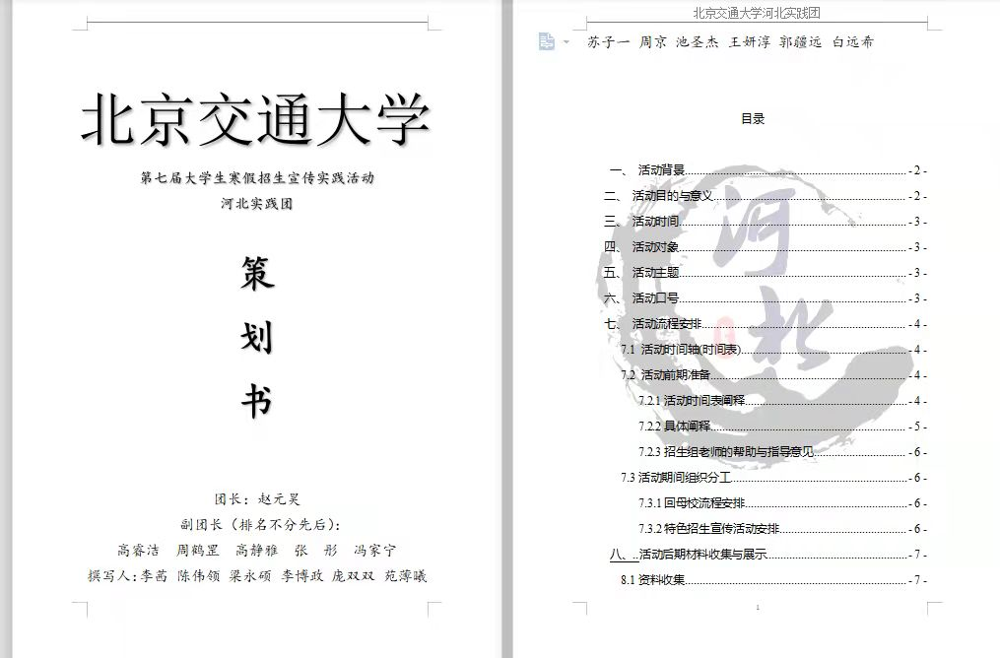 北京交通大学
第七届大学生寒假招生宣传实践活动
河北实践团
策
划
书
团长：赵元昊
副团长（排名不分先后）：
高睿洁 周鹤罡 高静雅 张 彤 冯家宁
撰写人:李茜 陈伟领 梁永硕 李博政 庞双双 苑薄曦
北京交通大学河北实践团
苏子一 周京 池圣杰 王妍淳 郭疆远 白远希
目录
一、 活动背景 - 2 -
二、 活动目的与意义 - 2 -
三、 活动时间 - 3 -
四、 活动对象 - 3 -
五、 活动主题 - 3 -
六、 活动口号 - 3 -
七、 活动流程安排 - 4 -
7.1 活动时间轴(时间表) - 4 -
7.2 活动前期准备 - 4 -
7.2.1 活动时间表阐释 - 4 -
7.2.2 具体阐释 - 5 -
7.2.3 招生组老师的帮助与指导意见 - 6 -
7.3 活动期间组织分工 - 6 -
7.3.1 回母校流程安排 - 6 -
7.3.2 特色招生宣传活动安排 - 6 -
八、..活动后期材料收集与展示 - 7 -
8.1 资料收集 - 7 -
河北
1